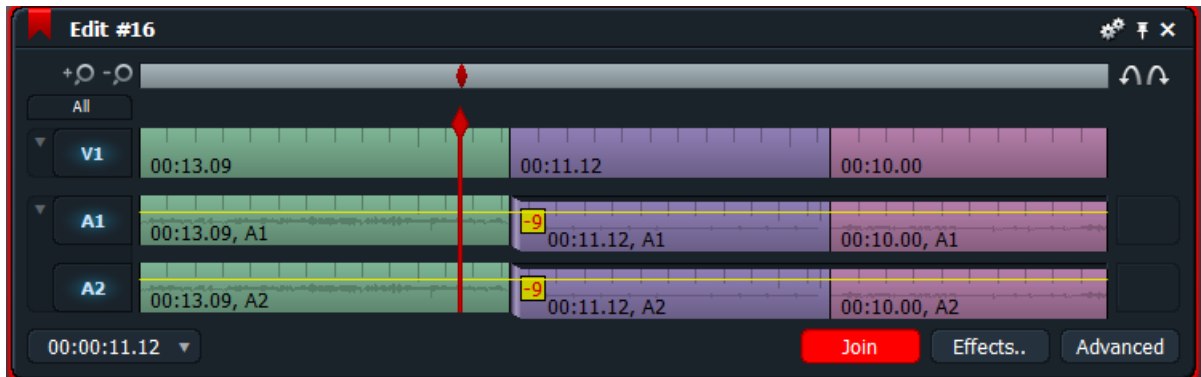 Edit #16
All
V1
00:13.09
00:11.12
00:10.00
A1
00:13.09, A1
-9
00:11.12, A1
00:10.00, A1
A2
00:13.09, A2
-9
00:11.12, A2
00:10.00, A2
00:00:11.12
Join
Effects..
Advanced